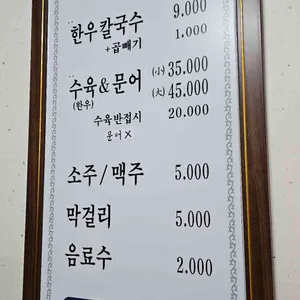 한우칼국수 9.000
+곱빼기 1.000
수육&문어 (小) 35.000
(한우) (大) 45.000
수육반접시 20.000
문어 X
소주/맥주 5.000
막걸리 5.000
음료수 2.000